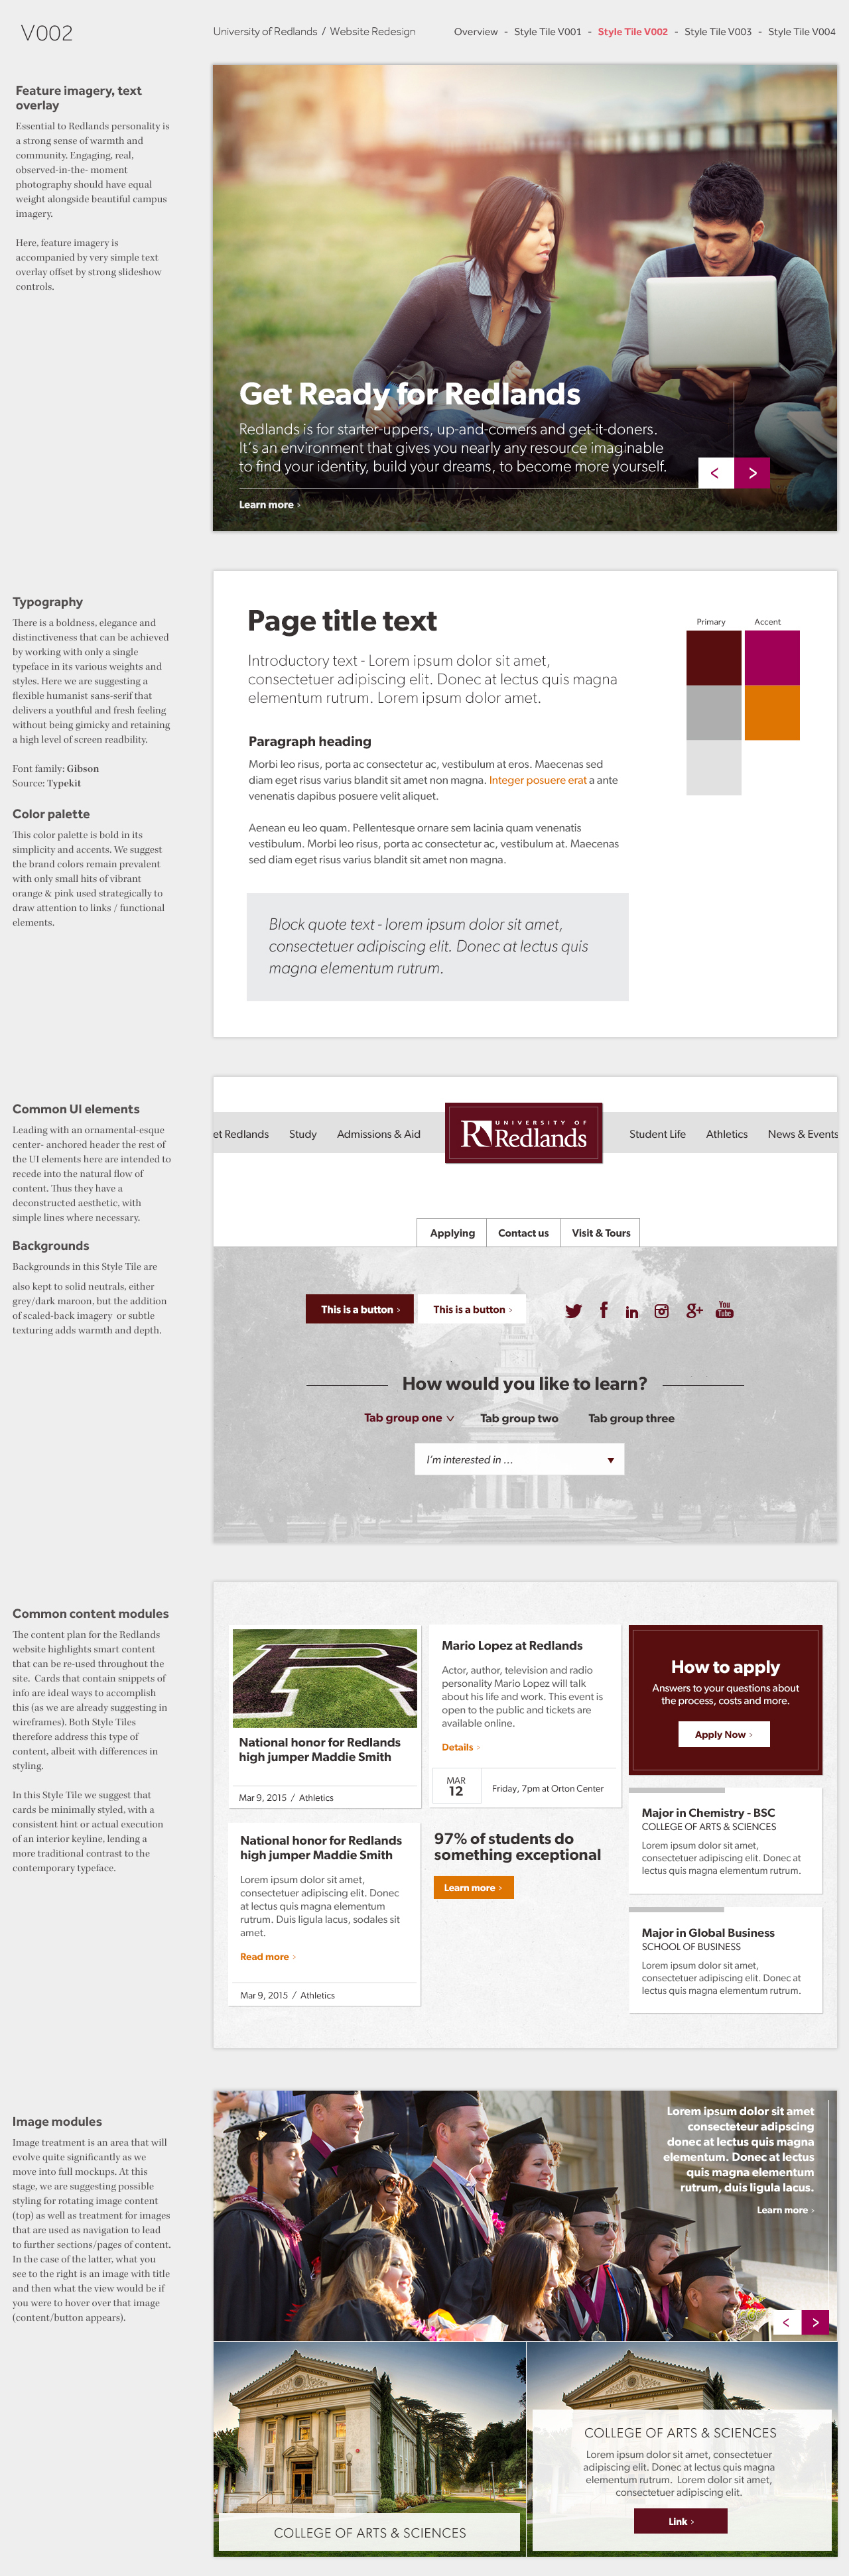 V002
University of Redlands / Website Redesign
Overview - Style Tile V001 - Style Tile V002 - Style Tile V003 - Style Tile V004
Feature imagery, text
overlay
Essential to Redlands personality is
a strong sense of warmth and
community. Engaging, real,
observed-in-the- moment
photography should have equal
weight alongside beautiful campus
imagery.
Here, feature imagery is
accompanied by very simple text
overlay offset by strong slideshow
controls.
Get Ready for Redlands
Redlands is for starter-uppers, up-and-comers and get-it-doners.
It's an environment that gives you nearly any resource imaginable
to find your identity, build your dreams, to become more yourself.
< >
Learn more >
Typography
There is a boldness, elegance and
distinctiveness that can be achieved
by working with only a single
typeface in its various weights and
styles. Here we are suggesting a
flexible humanist sans-serif that
delivers a youthful and fresh feeling
without being gimicky and retaining
a high level of screen readbility.
Font family: Gibson
Source: Typekit
Color palette
This color palette is bold in its
simplicity and accents. We suggest
the brand colors remain prevalent
with only small hits of vibrant
orange & pink used strategically to
draw attention to links / functional
elements.
Page title text
Introductory text - Lorem ipsum dolor sit amet,
consectetuer adipiscing elit. Donec at lectus quis magna
elementum rutrum. Lorem ipsum dolor amet.
Paragraph heading
Morbi leo risus, porta ac consectetur ac, vestibulum at eros. Maecenas sed
diam eget risus varius blandit sit amet non magna. Integer posuere erat a ante
venenatis dapibus posuere velit aliquet.
Aenean eu leo quam. Pellentesque ornare sem lacinia quam venenatis
vestibulum. Morbi leo risus, porta ac consectetur ac, vestibulum at. Maecenas
sed diam eget risus varius blandit sit amet non magna.
Block quote text - lorem ipsum dolor sit amet,
consectetuer adipiscing elit. Donec at lectus quis
magna elementum rutrum.
Primary Accent
Common UI elements
Leading with an ornamental-esque
center- anchored header the rest of
the UI elements here are intended to
recede into the natural flow of
content. Thus they have a
deconstructed aesthetic, with
simple lines where necessary.
Backgrounds
Backgrounds in this Style Tile are
also kept to solid neutrals, either
grey/dark maroon, but the addition
of scaled-back imagery or subtle
texturing adds warmth and depth.
et Redlands Study Admissions & Aid
R UNIVERSITY OF
Redlands
Student Life Athletics News & Events
Applying Contact us Visit & Tours
This is a button > This is a button >
f in g+ You Tube
How would you like to learn?
Tab group one Tab group two Tab group three
I'm interested in ...
Common content modules
The content plan for the Redlands
website highlights smart content
that can be re-used throughout the
site. Cards that contain snippets of
info are ideal ways to accomplish
this (as we are already suggesting in
wireframes). Both Style Tiles
therefore address this type of
content, albeit with differences in
styling.
In this Style Tile we suggest that
cards be minimally styled, with a
consistent hint or actual execution
of an interior keyline, lending a
more traditional contrast to the
contemporary typeface.
R
National honor for Redlands
high jumper Maddie Smith
Mar 9, 2015 / Athletics
National honor for Redlands
high jumper Maddie Smith
Lorem ipsum dolor sit amet,
consectetuer adipiscing elit. Donec
at lectus quis magna elementum
rutrum. Duis ligula lacus, sodales sit
amet.
Read more >
Mar 9, 2015 / Athletics
Mario Lopez at Redlands
Actor, author, television and radio
personality Mario Lopez will talk
about his life and work. This event is
open to the public and tickets are
available online.
Details >
MAR
12
Friday, 7pm at Orton Center
97% of students do
something exceptional
Learn more >
How to apply
Answers to your questions about
the process, costs and more.
Apply Now >
Major in Chemistry - BSC
COLLEGE OF ARTS & SCIENCES
Lorem ipsum dolor sit amet,
consectetuer adipiscing elit. Donec at
lectus quis magna elementum rutrum.
Major in Global Business
SCHOOL OF BUSINESS
Lorem ipsum dolor sit amet,
consectetuer adipiscing elit. Donec at
lectus quis magna elementum rutrum.
Image modules
Image treatment is an area that will
evolve quite significantly as we
move into full mockups. At this
stage, we are suggesting possible
styling for rotating image content
(top) as well as treatment for images
that are used as navigation to lead
to further sections/pages of content.
In the case of the latter, what you
see to the right is an image with title
and then what the view would be if
you were to hover over that image
(content/button appears).
Lorem ipsum dolor sit amet
consecteteur adipscing
donec at lectus quis magna
elementum. Donec at lectus
quis magna elementum
rutrum, duis ligula lacus.
Learn more >
< >
COLLEGE OF ARTS & SCIENCES
COLLEGE OF ARTS & SCIENCES
Lorem ipsum dolor sit amet, consectetuer
adipiscing elit. Donec at lectus quis magna
elementum rutrum. Lorem dolor sit amet,
consectetuer adipiscing elit.
Link >